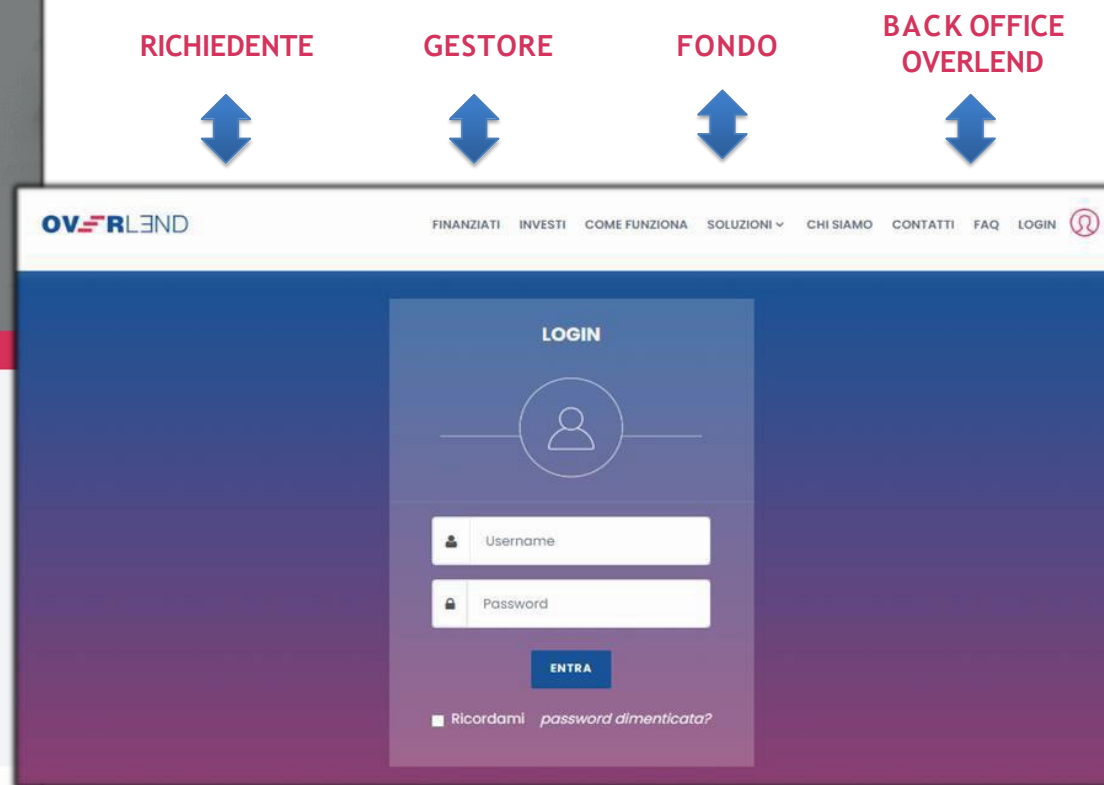 RICHIEDENTE
GESTORE
FONDO
BACK OFFICE
OVERLEND
OVERLEND
FINANZIATI INVESTI COME FUNZIONA SOLUZIONI CHI SIAMO CONTATTI FAQ LOGIN
LOGIN
Username
Password
ENTRA
Ricordami password dimenticata?